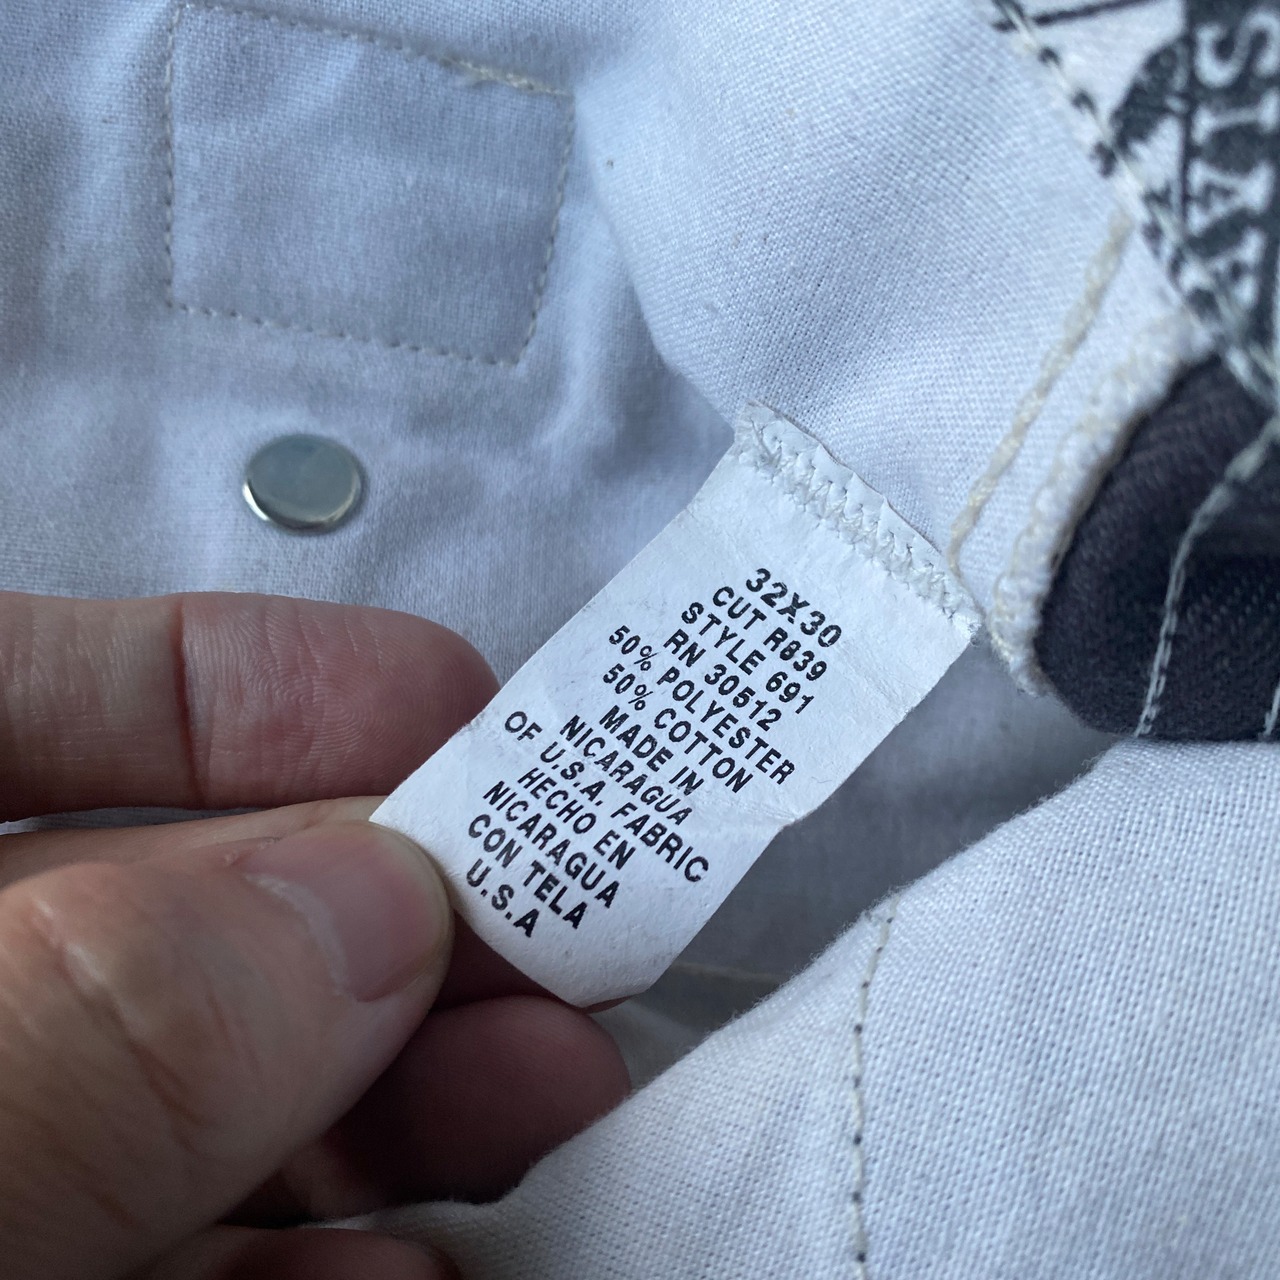 32X30
CUT R839
STYLE 691
RN 30512
50% POLYESTER
50% COTTON
MADE IN
NICARAGUA
OF U.S.A. FABRIC
HECHO EN
NICARAGUA
CON TELA
U.S.A